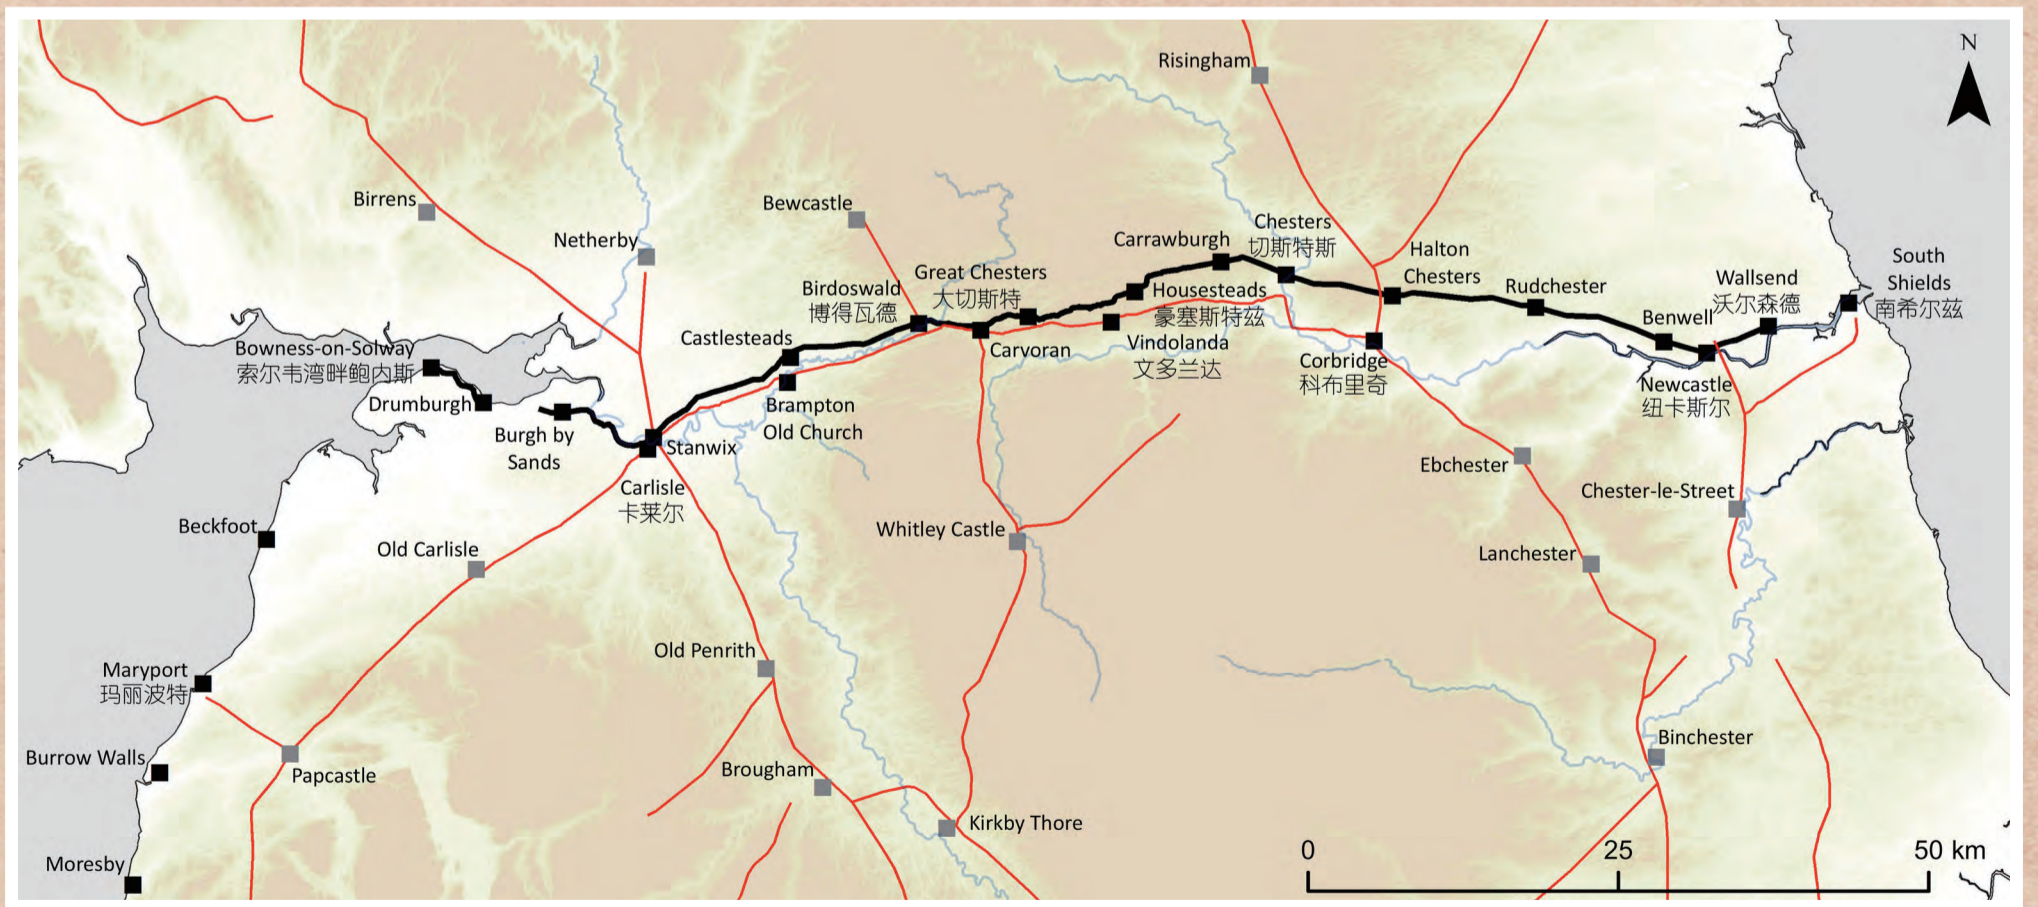 N
Risingham
Birrens
Bewcastle
Netherby
Chesters
切斯特斯
Carrawburgh
Halton
Chesters
South
Shields
南希尔兹
Great Chesters
大切斯特
Birdoswald
博得瓦德
Housesteads
豪塞斯特兹
Rudchester
Wallsend
沃尔森德
Benwell
Castlesteads
Bowness-on-Solway
索尔韦湾畔鲍内斯
Carvoran
Vindolanda
文多兰达
Corbridge
科布里奇
Newcastle
纽卡斯尔
Drumburgh
Brampton
Old Church
Burgh by
Sands
Stanwix
Carlisle
卡莱尔
Ebchester
Chester-le-Street
Beckfoot
Whitley Castle
Old Carlisle
Lanchester
Old Penrith
Maryport
玛丽波特
Binchester
Burrow Walls
Papcastle
Brougham
Kirkby Thore
Moresby
0 25 50 km